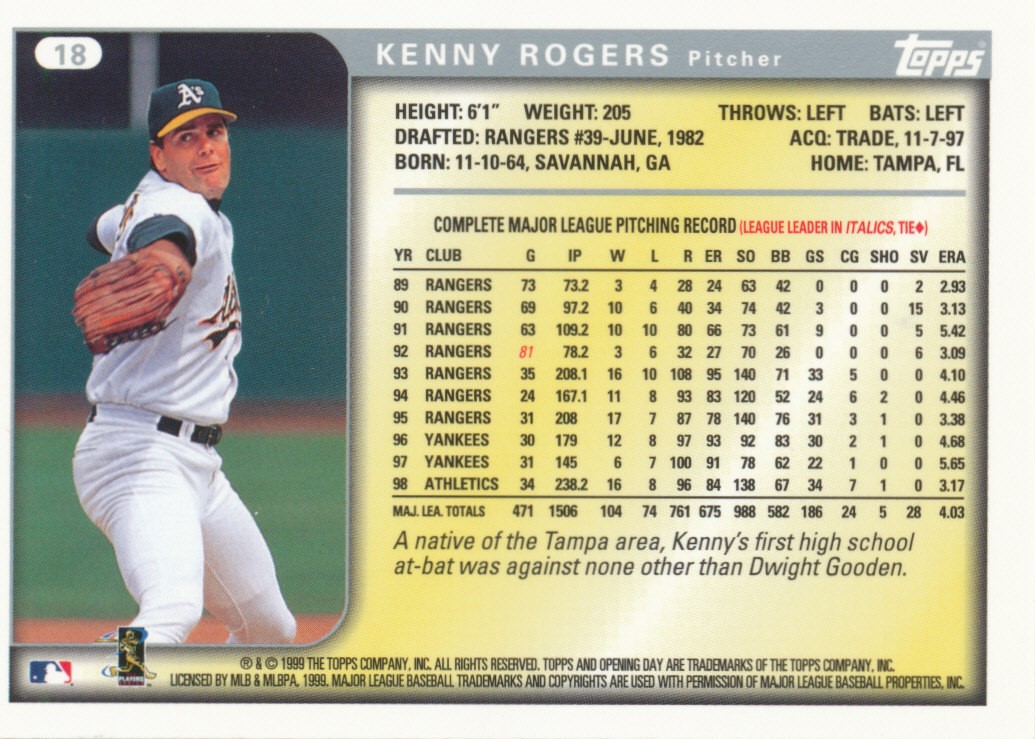 18
KENNY ROGERS Pitcher
Topps
A's
HEIGHT: 6'1" WEIGHT: 205 THROWS: LEFT BATS: LEFT
DRAFTED: RANGERS #39-JUNE, 1982 ACQ: TRADE, 11-7-97
BORN: 11-10-64, SAVANNAH, GA HOME: TAMPA, FL
COMPLETE MAJOR LEAGUE PITCHING RECORD (LEAGUE LEADER IN ITALICS, TIE♦)
YR CLUB G IP W L R ER SO BB GS CG SHO SV ERA
89 RANGERS 73 73.2 3 4 28 24 63 42 0 0 0 2 2.93
90 RANGERS 69 97.2 10 6 40 34 74 42 3 0 0 15 3.13
91 RANGERS 63 109.2 10 10 80 66 73 61 9 0 0 5 5.42
92 RANGERS 81 78.2 3 6 32 27 70 26 0 0 0 6 3.09
93 RANGERS 35 208.1 16 10 108 95 140 71 33 5 0 0 4.10
94 RANGERS 24 167.1 11 8 93 83 120 52 24 6 2 0 4.46
95 RANGERS 31 208 17 7 87 78 140 76 31 3 1 0 3.38
96 YANKEES 30 179 12 8 97 93 92 83 30 2 1 0 4.68
97 YANKEES 31 145 6 7 100 91 78 62 22 1 0 0 5.65
98 ATHLETICS 34 238.2 16 8 96 84 138 67 34 7 1 0 3.17
MAJ. LEA. TOTALS 471 1506 104 74 761 675 988 582 186 24 5 28 4.03
A native of the Tampa area, Kenny's first high school
at-bat was against none other than Dwight Gooden.
PLAYERS
® & © 1999 THE TOPPS COMPANY, INC. ALL RIGHTS RESERVED. TOPPS AND OPENING DAY ARE TRADEMARKS OF THE TOPPS COMPANY, INC.
LICENSED BY MLB & MLBPA, 1999. MAJOR LEAGUE BASEBALL TRADEMARKS AND COPYRIGHTS ARE USED WITH PERMISSION OF MAJOR LEAGUE BASEBALL PROPERTIES, INC.